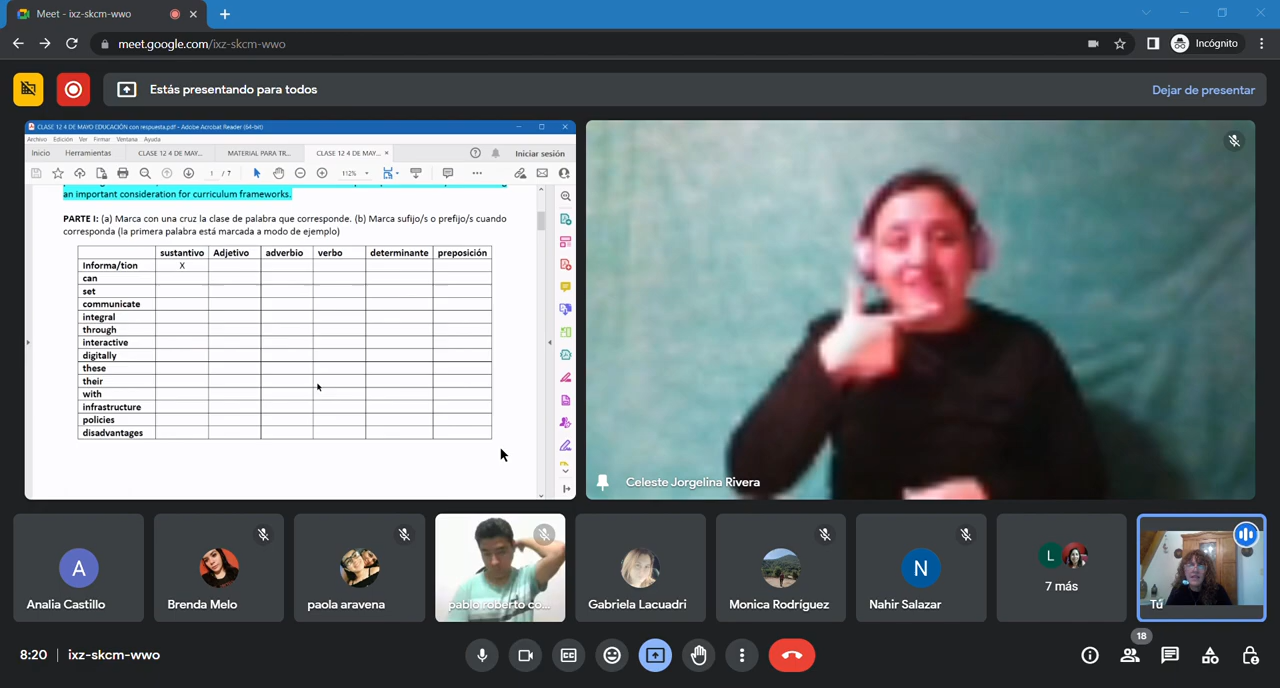 Meet - ixz-skcm-wwo
meet.google.com/ixz-skcm-wwo
Incógnito
Estás presentando para todos
Dejar de presentar
CLASE 12 4 DE MAYO EDUCACIÓN con respuesta.pdf - Adobe Acrobat Reader (64-bit)
Archivo Edición Ver Firmar Ventana Ayuda
Inicio Herramientas CLASE 12 4 DE MAY... MATERIAL PARA TR... CLASE 12 4 DE MAY... Iniciar sesión
1 / 7 112%
an important consideration for curriculum frameworks.
PARTE I: (a) Marca con una cruz la clase de palabra que corresponde. (b) Marca sufijo/s o prefijo/s cuando
corresponda (la primera palabra está marcada a modo de ejemplo)
sustantivo Adjetivo adverbio verbo determinante preposición
Informa/tion X
can
set
communicate
integral
through
interactive
digitally
these
their
with
infrastructure
policies
disadvantages
Celeste Jorgelina Rivera
A
Analia Castillo
Brenda Melo
paola aravena
pablo roberto co...
Gabriela Lacuadri
Monica Rodríguez
N
Nahir Salazar
L
7 más
Tú
8:20 ixz-skcm-wwo
18